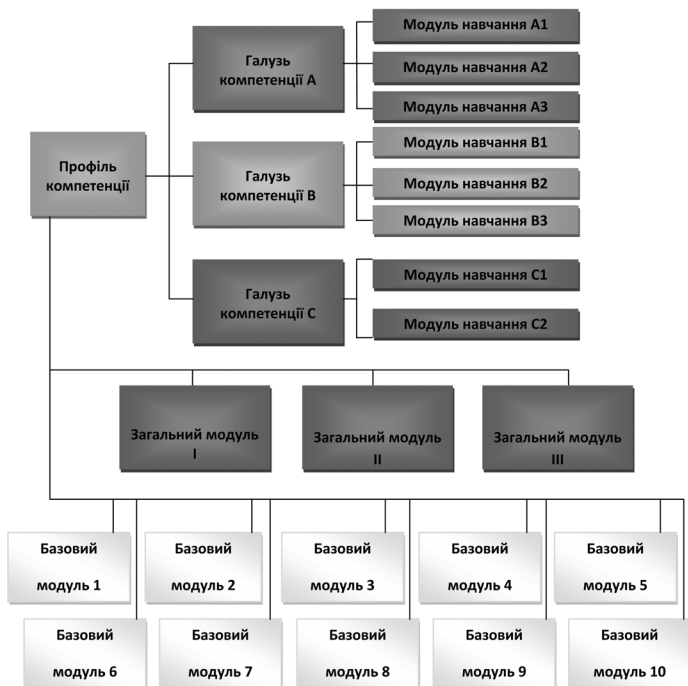 Профіль
компетенції
Галузь
компетенції А
Модуль навчання А1
Модуль навчання А2
Модуль навчання А3
Галузь
компетенції В
Модуль навчання В1
Модуль навчання В2
Модуль навчання В3
Галузь
компетенції С
Модуль навчання С1
Модуль навчання С2
Загальний модуль
І
Загальний модуль
ІІ
Загальний модуль
ІІІ
Базовий
модуль 1
Базовий
модуль 2
Базовий
модуль 3
Базовий
модуль 4
Базовий
модуль 5
Базовий
модуль 6
Базовий
модуль 7
Базовий
модуль 8
Базовий
модуль 9
Базовий
модуль 10